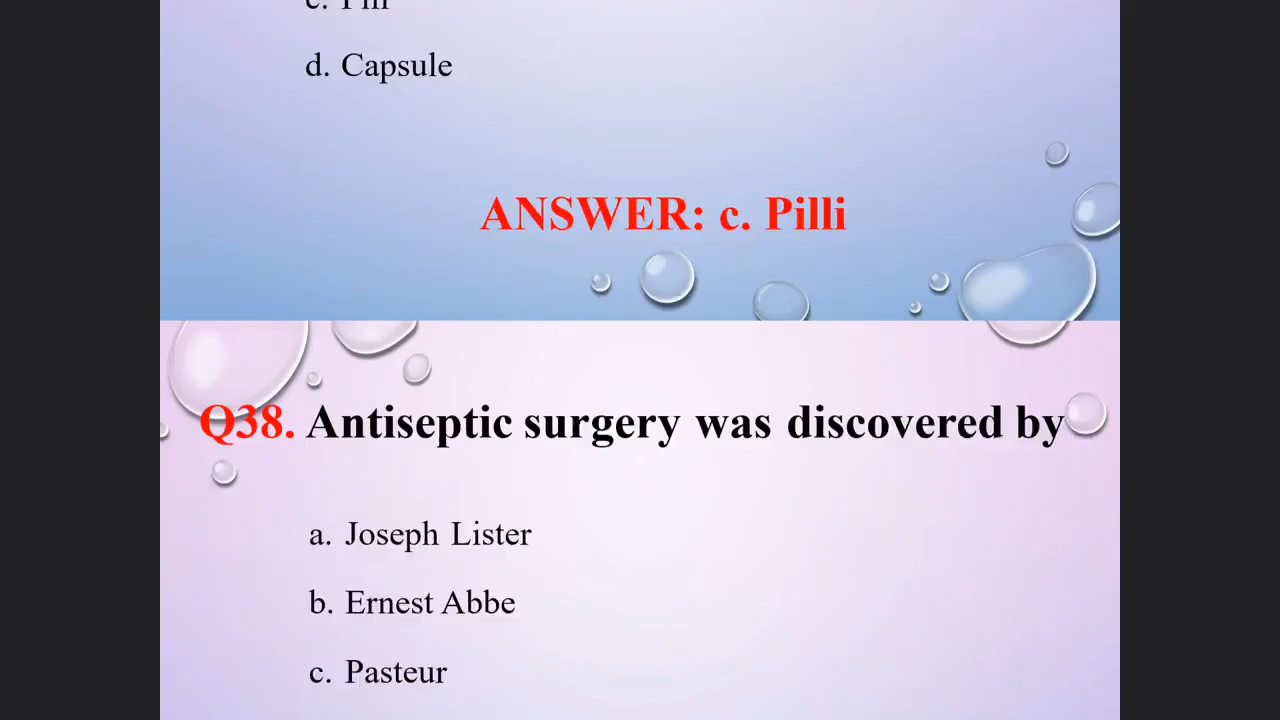 d. Capsule
ANSWER: c. Pilli
Q38. Antiseptic surgery was discovered by
a. Joseph Lister
b. Ernest Abbe
c. Pasteur